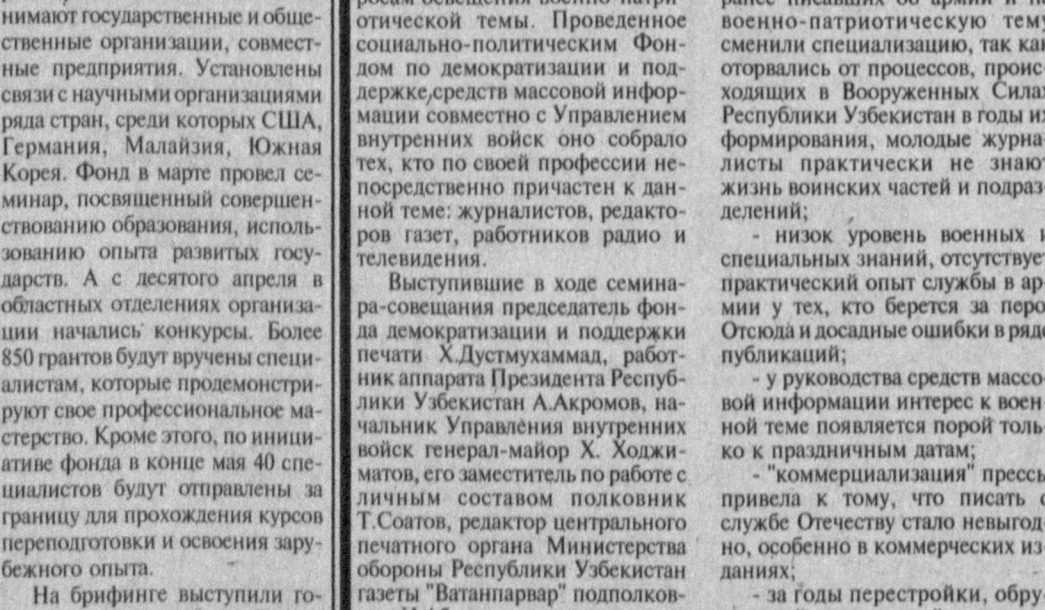 нимают государственные и обще-
ственные организации, совмест-
ные предприятия. Установлены
связи с научными организациями
ряда стран, среди которых США,
Германия, Малайзия, Южная
Корея. Фонд в марте провел се-
минар, посвященный совершен-
ствованию образования, исполь-
зованию опыта развитых госу-
дарств. А с десятого апреля в
областных отделениях организа-
ции начались конкурсы. Более
850 грантов будут вручены специ-
алистам, которые продемонстри-
руют свое профессиональное ма-
стерство. Кроме этого, по иници-
ативе фонда в конце мая 40 спе-
циалистов будут отправлены за
границу для прохождения курсов
переподготовки и освоения зару-
бежного опыта.
На брифинге выступили го-
росам освещения военно-патри-
отической темы. Проведенное
социально-политическим Фон-
дом по демократизации и под-
держке средств массовой инфор-
мации совместно с Управлением
внутренних войск оно собрало
тех, кто по своей профессии не-
посредственно причастен к дан-
ной теме: журналистов, редакто-
ров газет, работников радио и
телевидения.
Выступившие в ходе семина-
ра-совещания председатель фон-
да демократизации и поддержки
печати Х.Дустмухаммад, работ-
ник аппарата Президента Респуб-
лики Узбекистан А.Акромов, на-
чальник Управления внутренних
войск генерал-майор Х. Ходжи-
матов, его заместитель по работе с
личным составом полковник
Т.Соатов, редактор центрального
печатного органа Министерства
обороны Республики Узбекистан
газеты "Ватанпарвар" подполков-
ранее писавших об армии и
военно-патриотическую тему
сменили специализацию, так как
оторвались от процессов, проис-
ходящих в Вооруженных Силах
Республики Узбекистан в годы их
формирования, молодые журна-
листы практически не знают
жизнь воинских частей и подраз-
делений;
- низок уровень военных и
специальных знаний, отсутствует
практический опыт службы в ар-
мии у тех, кто берется за перо.
Отсюда и досадные ошибки в ряде
публикаций;
- у руководства средств массо-
вой информации интерес к воен-
ной теме появляется порой толь-
ко к праздничным датам;
- "коммерциализация" прессы
привела к тому, что писать о
службе Отечеству стало невыгод-
но, особенно в коммерческих из-
даниях;
- за годы перестройки, обру-